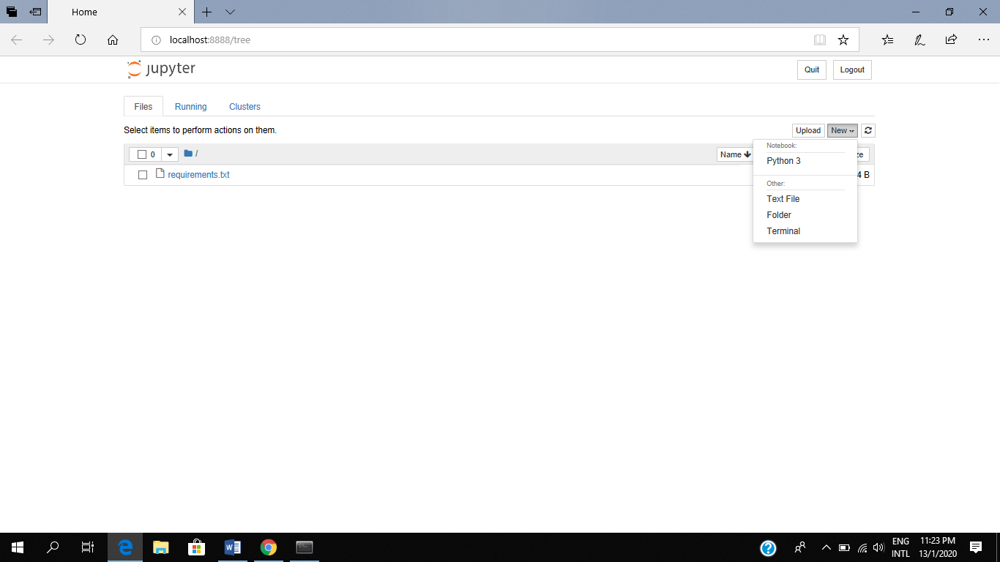 Home
localhost:8888/tree
jupyter
Quit Logout
Files Running Clusters
Select items to perform actions on them.
Upload New
0 / Name ze
requirements.txt 4 B
Notebook:
Python 3
Other:
Text File
Folder
Terminal
ENG 11:23 PM
INTL 13/1/2020